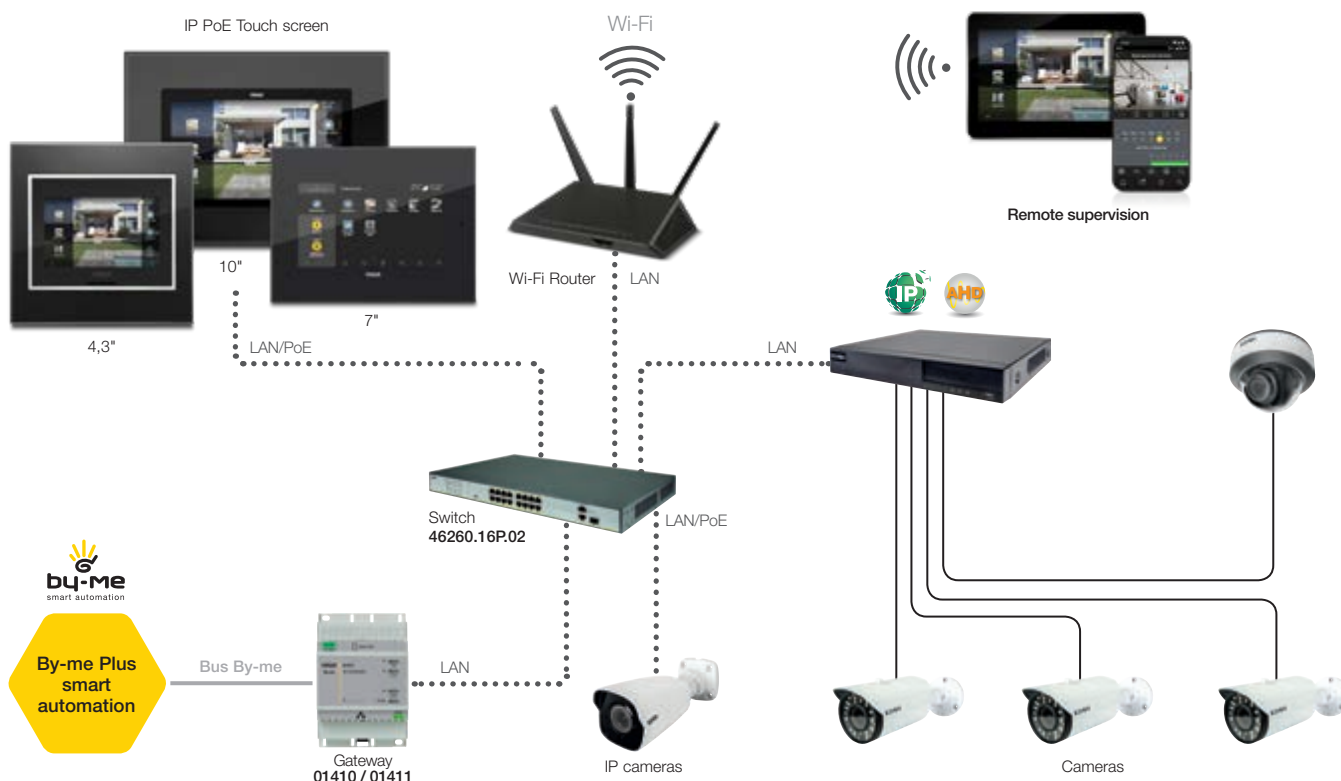 IP PoE Touch screen
Wi-Fi
10"
7"
4,3"
Wi-Fi Router
LAN
Remote supervision
IP
AHD
LAN/PoE
LAN
Switch
46260.16P.02
LAN/PoE
by-me
smart automation
By-me Plus
smart
automation
Bus By-me
LAN
Gateway
01410 / 01411
IP cameras
Cameras